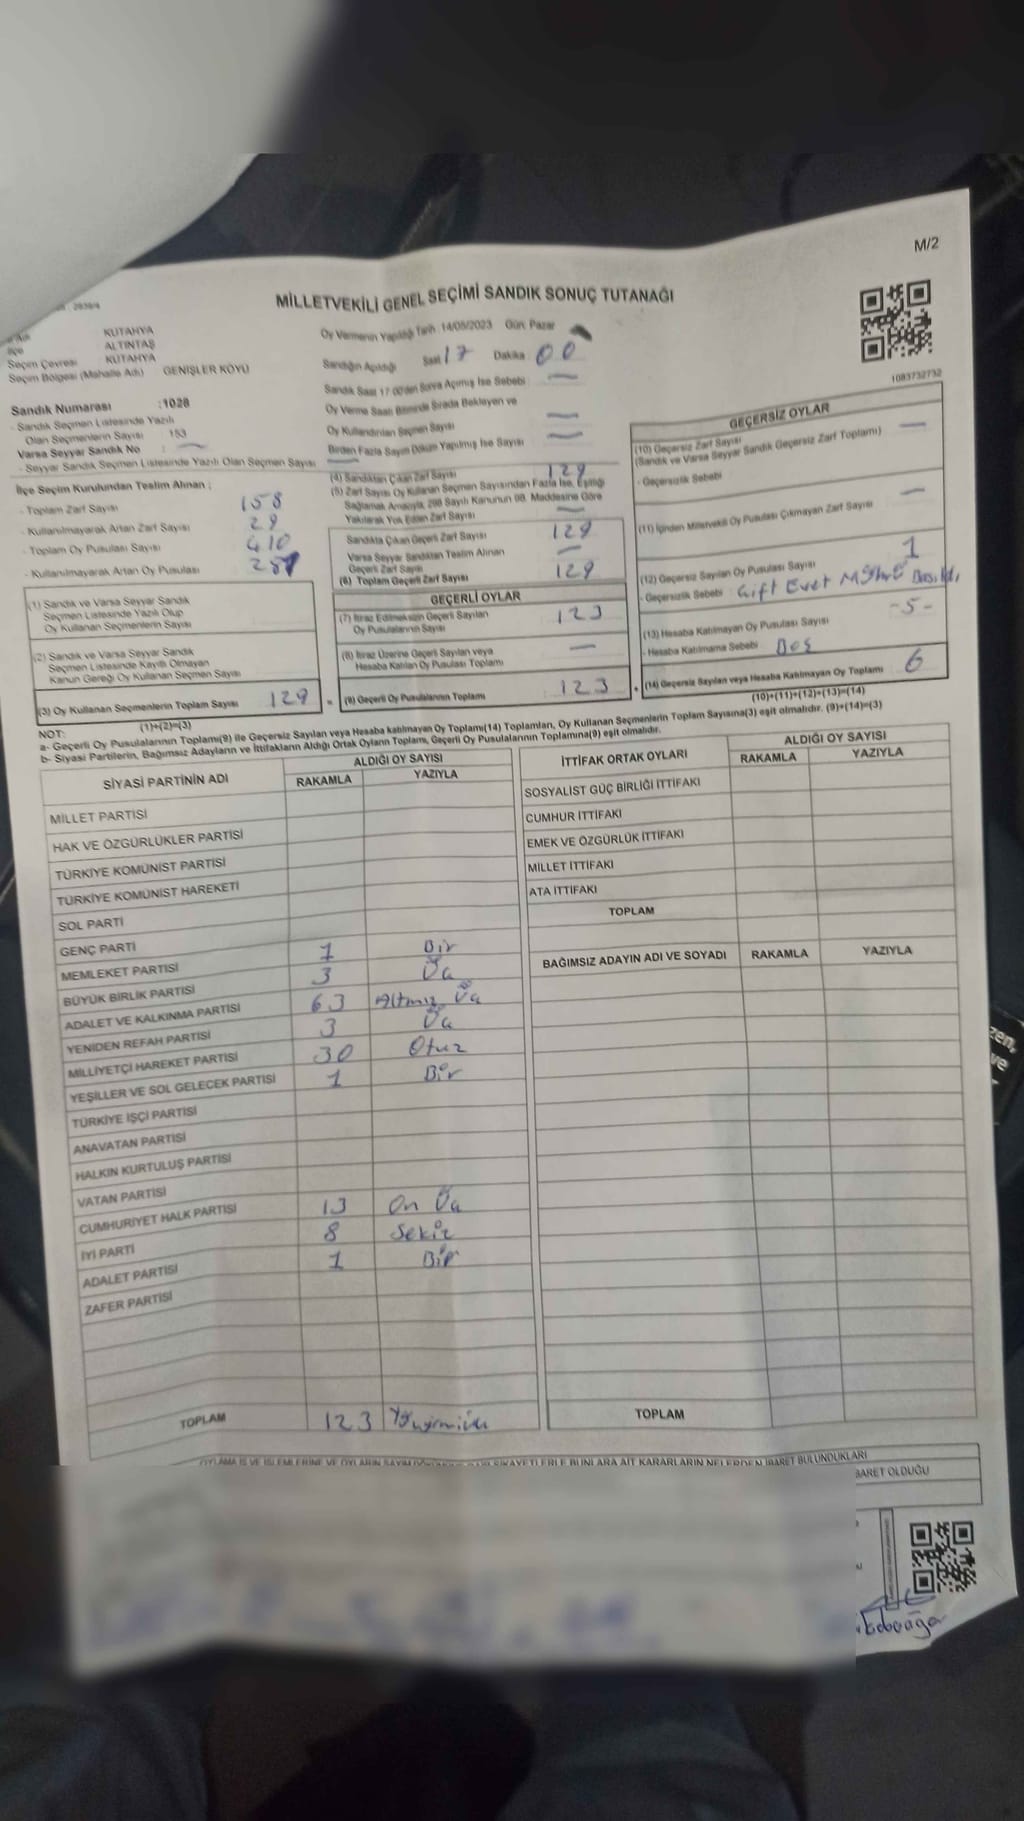 M/2
MİLLETVEKİLİ GENEL SEÇİMİ SANDIK SONUÇ TUTANAĞI
KÜTAHYA
İlçe ALTINTAŞ
Seçim Çevresi KÜTAHYA
Seçim Bölgesi (Mahalle Adı) GENİŞLER KÖYÜ
Oy Vermenin Yapıldığı Tarih 14/05/2023 Gün: Pazar
Sandığın Açıldığı Saat 17 Dakika 00
Sandık Saat 17.00'den Sonra Açılmış İse Sebebi
Oy Verme Saati Bitiminde Sırada Bekleyen ve
Oy Kullandırılan Seçmen Sayısı
Birden Fazla Sayım Döküm Yapılmış İse Sayısı
1083732732
Sandık Numarası :1028
- Sandık Seçmen Listesinde Yazılı
Olan Seçmenlerin Sayısı : 153
Varsa Seyyar Sandık No :
- Seyyar Sandık Seçmen Listesinde Yazılı Olan Seçmen Sayısı
İlçe Seçim Kurulundan Teslim Alınan ;
- Toplam Zarf Sayısı 158
- Kullanılmayarak Artan Zarf Sayısı 29
- Toplam Oy Pusulası Sayısı 410
- Kullanılmayarak Artan Oy Pusulası
(1) Sandık ve Varsa Seyyar Sandık
Seçmen Listesinde Yazılı Olup
Oy Kullanan Seçmenlerin Sayısı
(2) Sandık ve Varsa Seyyar Sandık
Seçmen Listesinde Kayıtlı Olmayan
Kanun Gereği Oy Kullanan Seçmen Sayısı
(3) Oy Kullanan Seçmenlerin Toplam Sayısı 129
(1)+(2)=(3)
(4) Sandıktan Çıkan Zarf Sayısı 129
(5) Zarf Sayısı Oy Kullanan Seçmen Sayısından Fazla İse, Eşitliği
Sağlamak Amacıyla 298 Sayılı Kanunun 98. Maddesine Göre
Yakılarak Yok Edilen Zarf Sayısı
Sandıkta Çıkan Geçerli Zarf Sayısı 129
Varsa Seyyar Sandıktan Teslim Alınan
Geçerli Zarf Sayısı
(6) Toplam Geçerli Zarf Sayısı 129
GEÇERLİ OYLAR
(7) İtiraz Edilmeksizin Geçerli Sayılan
Oy Pusulalarının Sayısı 123
(8) İtiraz Üzerine Geçerli Sayılan veya
Hesaba Katılan Oy Pusulası Toplamı
= (9) Geçerli Oy Pusulalarının Toplamı 123
GEÇERSİZ OYLAR
(10) Geçersiz Zarf Sayısı
(Sandık ve Varsa Seyyar Sandık Geçersiz Zarf Toplamı)
- Geçersizlik Sebebi
(11) İçinden Milletvekili Oy Pusulası Çıkmayan Zarf Sayısı
(12) Geçersiz Sayılan Oy Pusulası Sayısı 1
- Geçersizlik Sebebi : Çift Evet Mührü Basıldı
(13) Hesaba Katılmayan Oy Pusulası Sayısı -5-
- Hesaba Katılmama Sebebi Boş
+ (14) Geçersiz Sayılan veya Hesaba Katılmayan Oy Toplamı 6
(10)+(11)+(12)+(13)=(14)
NOT:
a- Geçerli Oy Pusulalarının Toplamı(9) ile Geçersiz Sayılan veya Hesaba katılmayan Oy Toplamı(14) Toplamları, Oy Kullanan Seçmenlerin Toplam Sayısına(3) eşit olmalıdır. (9)+(14)=(3)
b- Siyasi Partilerin, Bağımsız Adayların ve İttifakların Aldığı Ortak Oyların Toplamı, Geçerli Oy Pusulalarının Toplamına(9) eşit olmalıdır.
SİYASİ PARTİNİN ADI ALDIĞI OY SAYISI
RAKAMLA YAZIYLA
MİLLET PARTİSİ
HAK VE ÖZGÜRLÜKLER PARTİSİ
TÜRKİYE KOMÜNİST PARTİSİ
TÜRKİYE KOMÜNİST HAREKETİ
SOL PARTİ
GENÇ PARTİ 1 Bir
MEMLEKET PARTİSİ 3 Üç
BÜYÜK BİRLİK PARTİSİ 63 Altmış Üç
ADALET VE KALKINMA PARTİSİ 3 Üç
YENİDEN REFAH PARTİSİ 30 Otuz
MİLLİYETÇİ HAREKET PARTİSİ 1 Bir
YEŞİLLER VE SOL GELECEK PARTİSİ
TÜRKİYE İŞÇİ PARTİSİ
ANAVATAN PARTİSİ
HALKIN KURTULUŞ PARTİSİ
VATAN PARTİSİ 13 On Üç
CUMHURİYET HALK PARTİSİ 8 Sekiz
İYİ PARTİ 1 Bir
ADALET PARTİSİ
ZAFER PARTİSİ
TOPLAM 123 Yüzyirmiüç
İTTİFAK ORTAK OYLARI ALDIĞI OY SAYISI
RAKAMLA YAZIYLA
SOSYALİST GÜÇ BİRLİĞİ İTTİFAKI
CUMHUR İTTİFAKI
EMEK VE ÖZGÜRLÜK İTTİFAKI
MİLLET İTTİFAKI
ATA İTTİFAKI
TOPLAM
BAĞIMSIZ ADAYIN ADI VE SOYADI RAKAMLA YAZIYLA
TOPLAM
BULUNDUKLARI
BARET OLDUĞU
zen,
ve